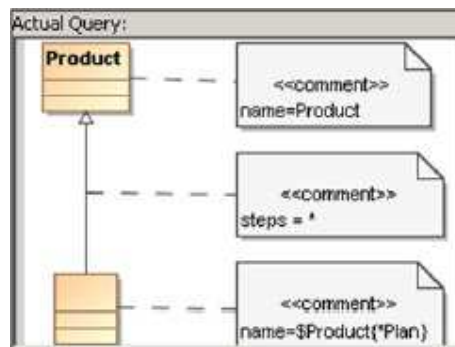 Actual Query:
Product
<<comment>>
name=Product
<<comment>>
steps = *
<<comment>>
name=$Product{*Plan}